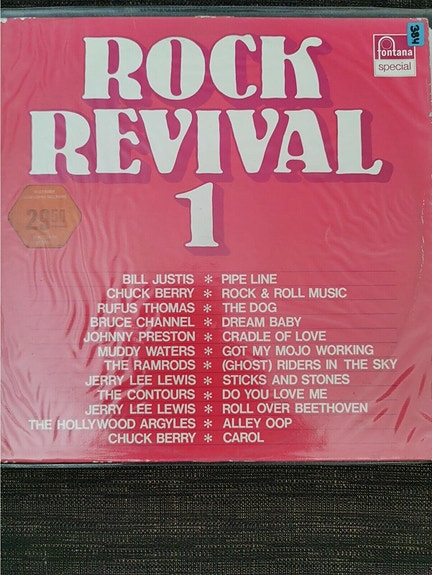 ROCK
REVIVAL
1
384
fontana
special
29.50
BILL JUSTIS * PIPE LINE
CHUCK BERRY * ROCK & ROLL MUSIC
RUFUS THOMAS * THE DOG
BRUCE CHANNEL * DREAM BABY
JOHNNY PRESTON * CRADLE OF LOVE
MUDDY WATERS * GOT MY MOJO WORKING
THE RAMRODS * (GHOST) RIDERS IN THE SKY
JERRY LEE LEWIS * STICKS AND STONES
THE CONTOURS * DO YOU LOVE ME
JERRY LEE LEWIS * ROLL OVER BEETHOVEN
THE HOLLYWOOD ARGYLES * ALLEY OOP
CHUCK BERRY * CAROL